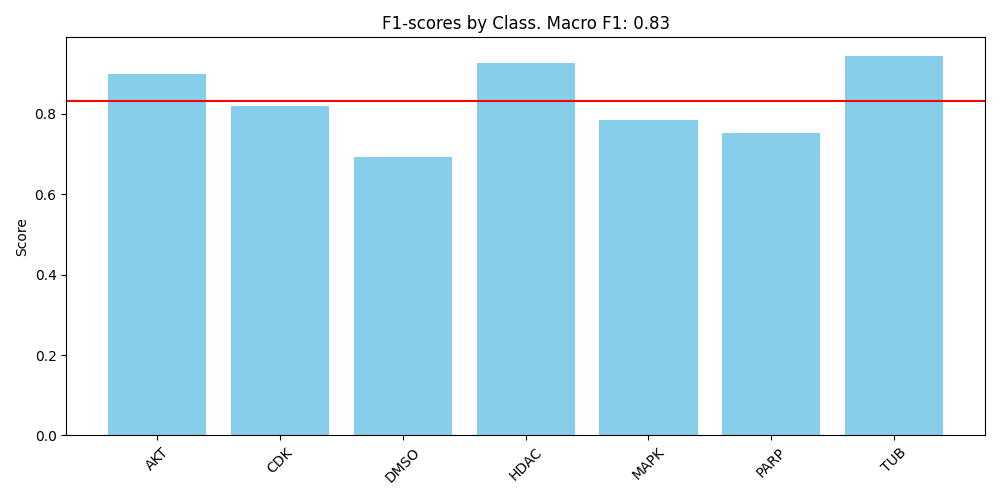 F1-scores by Class. Macro F1: 0.83
Score
0.8
0.6
0.4
0.2
0.0
AKT
CDK
DMSO
HDAC
MAPK
PARP
TUB